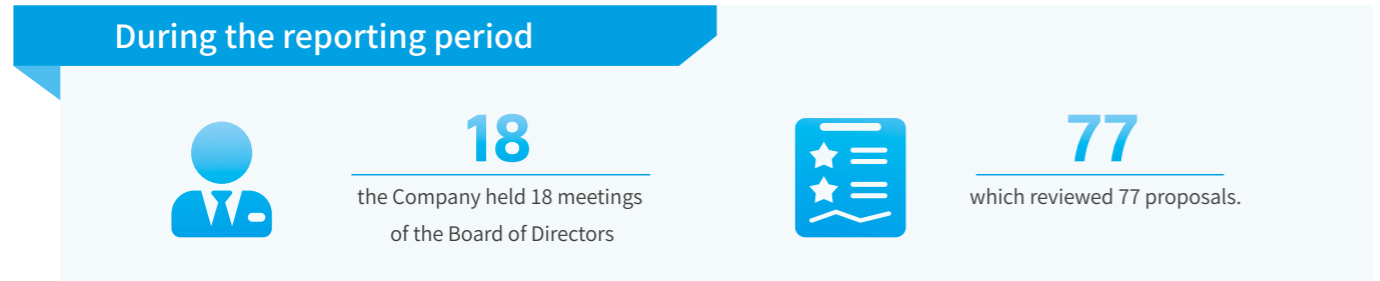 During the reporting period
18
the Company held 18 meetings
of the Board of Directors
77
which reviewed 77 proposals.